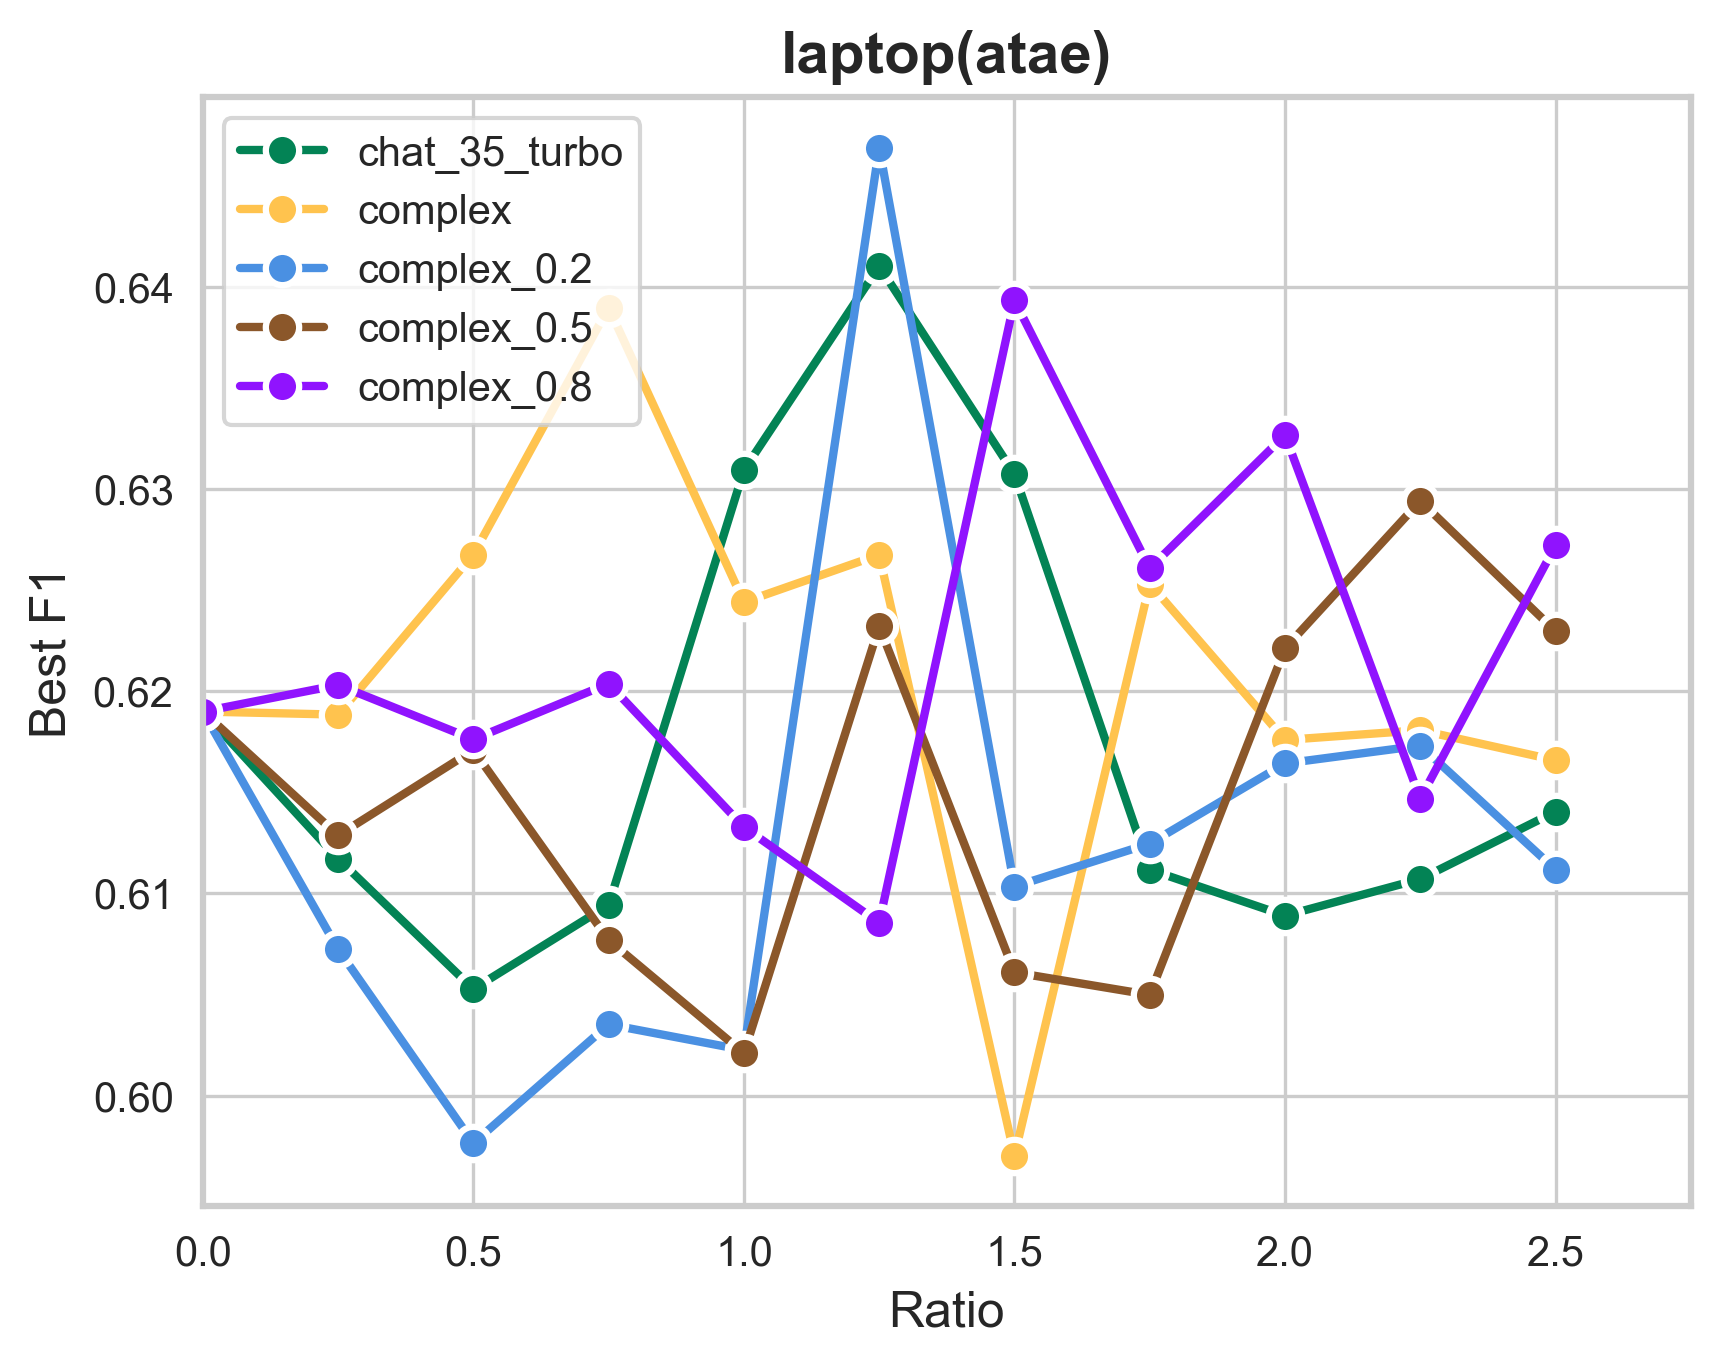 laptop(atae)
chat_35_turbo
complex
complex_0.2
complex_0.5
complex_0.8
0.64
0.63
0.62
0.61
0.60
Best F1
0.0 0.5 1.0 1.5 2.0 2.5
Ratio